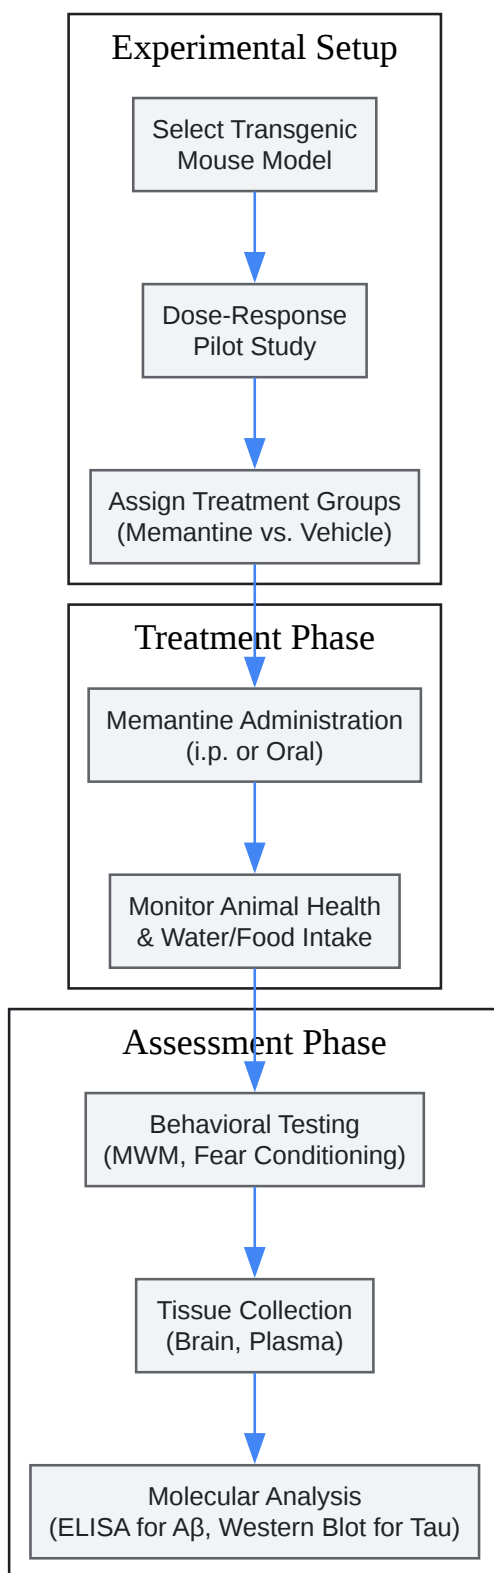 Experimental Setup
Select Transgenic
Mouse Model
Dose-Response
Pilot Study
Assign Treatment Groups
(Memantine vs. Vehicle)
Treatment Phase
Memantine Administration
(i.p. or Oral)
Monitor Animal Health
& Water/Food Intake
Assessment Phase
Behavioral Testing
(MWM, Fear Conditioning)
Tissue Collection
(Brain, Plasma)
Molecular Analysis
(ELISA for Aβ, Western Blot for Tau)